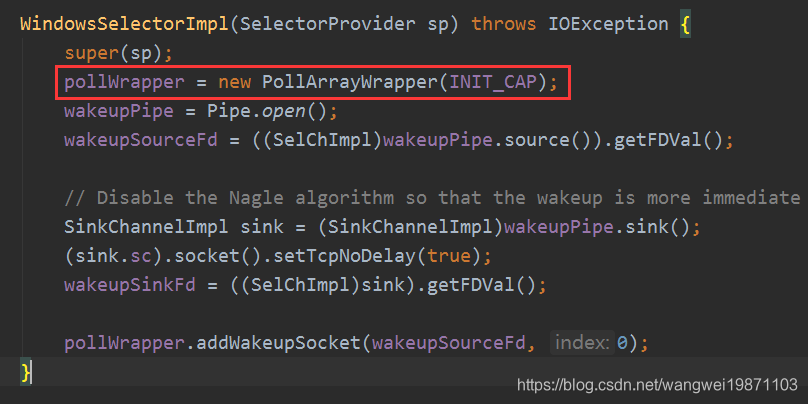 WindowsSelectorImpl(SelectorProvider sp) throws IOException {
super(sp);
pollWrapper = new PollArrayWrapper(INIT_CAP);
wakeupPipe = Pipe.open();
wakeupSourceFd = ((SelChImpl)wakeupPipe.source()).getFDVal();
// Disable the Nagle algorithm so that the wakeup is more immediate
SinkChannelImpl sink = (SinkChannelImpl)wakeupPipe.sink();
(sink.sc).socket().setTcpNoDelay(true);
wakeupSinkFd = ((SelChImpl)sink).getFDVal();
pollWrapper.addWakeupSocket(wakeupSourceFd, index: 0);
}
https://blog.csdn.net/wangwei19871103